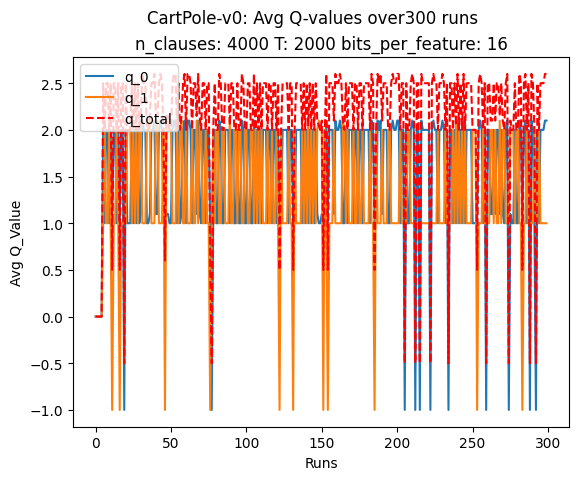 CartPole-v0: Avg Q-values over300 runs
n_clauses: 4000 T: 2000 bits_per_feature: 16
q_0
q_1
q_total
Avg Q_Value
2.5
2.0
1.5
1.0
0.5
0.0
−0.5
−1.0
0
50
100
150
200
250
300
Runs